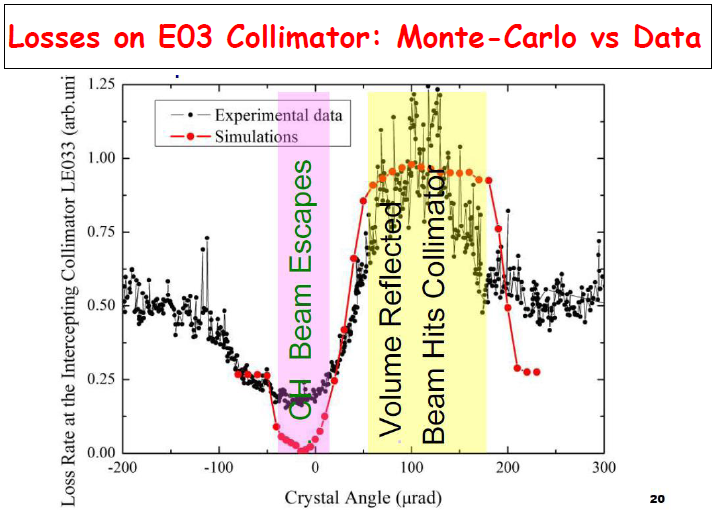 Losses on E03 Collimator: Monte-Carlo vs Data
Loss Rate at the Intercepting Collimator LE033 (arb.uni
1.25
1.00
0.75
0.50
0.25
0.00
Experimental data
Simulations
CH Beam Escapes
Volume Reflected
Beam Hits Collimator
-200
-100
0
100
200
300
Crystal Angle (μrad)
20